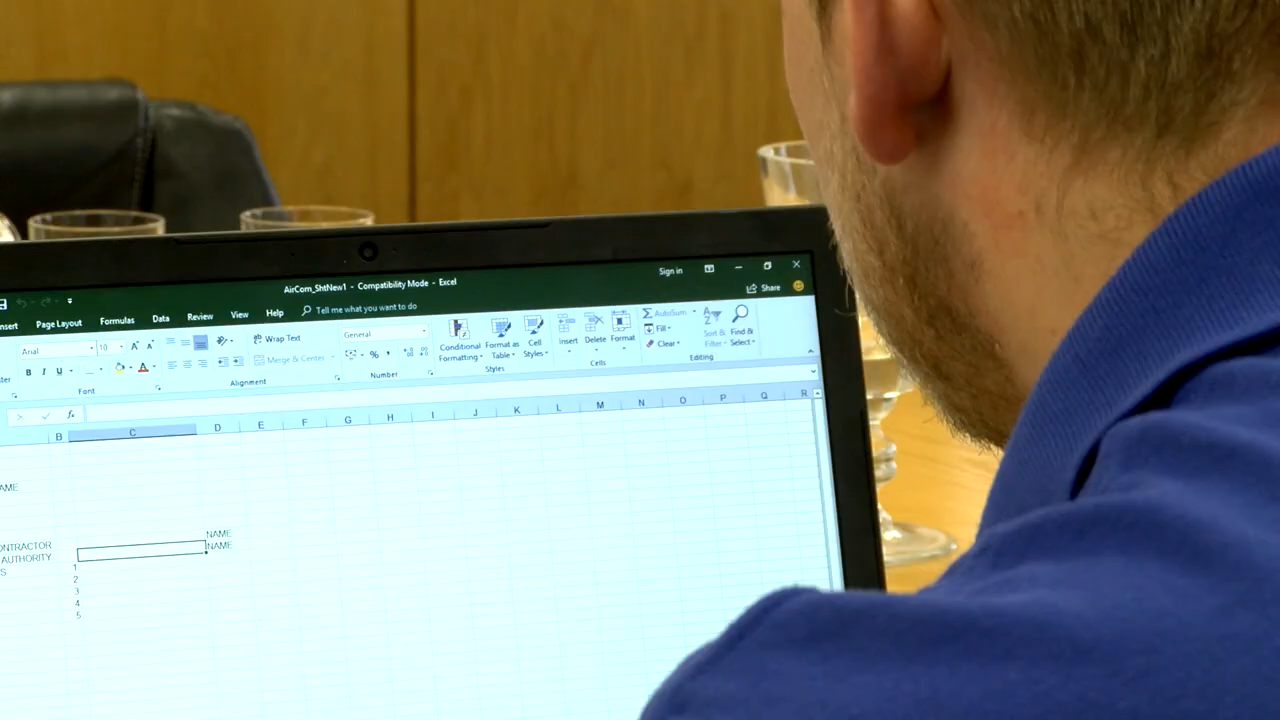 AirCom_ShtNew1 - Compatibility Mode - Excel
Sign in
nsert Page Layout Formulas Data Review View Help Tell me what you want to do
Share
Arial 10 A A
Wrap Text
General
AutoSum
B I U A
Merge & Center
%
Conditional Formatting
Format as Table
Cell Styles
Insert
Delete
Format
Fill
Clear
Sort & Filter
Find & Select
ter
Font
Alignment
Number
Styles
Cells
Editing
fx
B C D E F G H I J K L M N O P Q R
AME
NAME
ONTRACTOR NAME
AUTHORITY
S 1
2
3
4
5